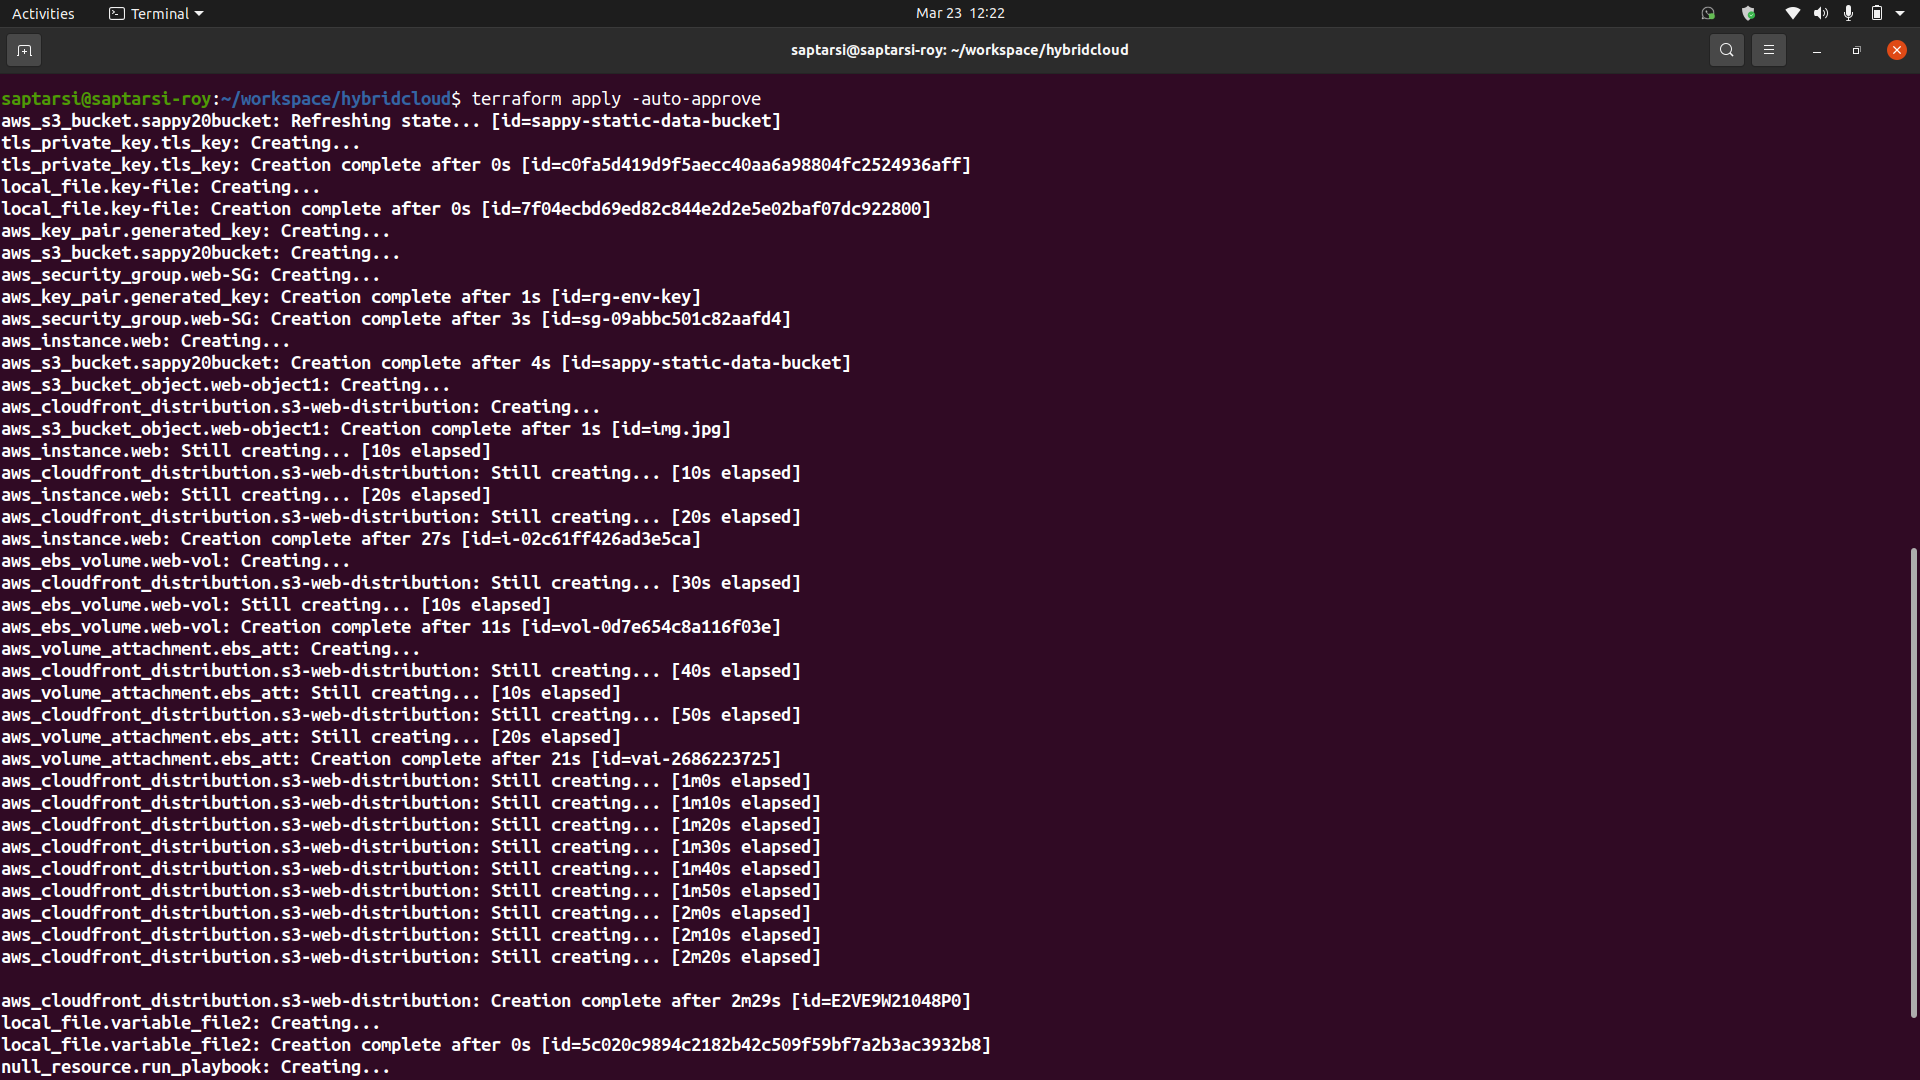 Activities
Terminal
Mar 23 12:22
saptarsi@saptarsi-roy: ~/workspace/hybridcloud
saptarsi@saptarsi-roy:~/workspace/hybridcloud$ terraform apply -auto-approve
aws_s3_bucket.sappy20bucket: Refreshing state... [id=sappy-static-data-bucket]
tls_private_key.tls_key: Creating...
tls_private_key.tls_key: Creation complete after 0s [id=c0fa5d419d9f5aecc40aa6a98804fc2524936aff]
local_file.key-file: Creating...
local_file.key-file: Creation complete after 0s [id=7f04ecbd69ed82c844e2d2e5e02baf07dc922800]
aws_key_pair.generated_key: Creating...
aws_s3_bucket.sappy20bucket: Creating...
aws_security_group.web-SG: Creating...
aws_key_pair.generated_key: Creation complete after 1s [id=rg-env-key]
aws_security_group.web-SG: Creation complete after 3s [id=sg-09abbc501c82aafd4]
aws_instance.web: Creating...
aws_s3_bucket.sappy20bucket: Creation complete after 4s [id=sappy-static-data-bucket]
aws_s3_bucket_object.web-object1: Creating...
aws_cloudfront_distribution.s3-web-distribution: Creating...
aws_s3_bucket_object.web-object1: Creation complete after 1s [id=img.jpg]
aws_instance.web: Still creating... [10s elapsed]
aws_cloudfront_distribution.s3-web-distribution: Still creating... [10s elapsed]
aws_instance.web: Still creating... [20s elapsed]
aws_cloudfront_distribution.s3-web-distribution: Still creating... [20s elapsed]
aws_instance.web: Creation complete after 27s [id=i-02c61ff426ad3e5ca]
aws_ebs_volume.web-vol: Creating...
aws_cloudfront_distribution.s3-web-distribution: Still creating... [30s elapsed]
aws_ebs_volume.web-vol: Still creating... [10s elapsed]
aws_ebs_volume.web-vol: Creation complete after 11s [id=vol-0d7e654c8a116f03e]
aws_volume_attachment.ebs_att: Creating...
aws_cloudfront_distribution.s3-web-distribution: Still creating... [40s elapsed]
aws_volume_attachment.ebs_att: Still creating... [10s elapsed]
aws_cloudfront_distribution.s3-web-distribution: Still creating... [50s elapsed]
aws_volume_attachment.ebs_att: Still creating... [20s elapsed]
aws_volume_attachment.ebs_att: Creation complete after 21s [id=vai-2686223725]
aws_cloudfront_distribution.s3-web-distribution: Still creating... [1m0s elapsed]
aws_cloudfront_distribution.s3-web-distribution: Still creating... [1m10s elapsed]
aws_cloudfront_distribution.s3-web-distribution: Still creating... [1m20s elapsed]
aws_cloudfront_distribution.s3-web-distribution: Still creating... [1m30s elapsed]
aws_cloudfront_distribution.s3-web-distribution: Still creating... [1m40s elapsed]
aws_cloudfront_distribution.s3-web-distribution: Still creating... [1m50s elapsed]
aws_cloudfront_distribution.s3-web-distribution: Still creating... [2m0s elapsed]
aws_cloudfront_distribution.s3-web-distribution: Still creating... [2m10s elapsed]
aws_cloudfront_distribution.s3-web-distribution: Still creating... [2m20s elapsed]
aws_cloudfront_distribution.s3-web-distribution: Creation complete after 2m29s [id=E2VE9W21048P0]
local_file.variable_file2: Creating...
local_file.variable_file2: Creation complete after 0s [id=5c020c9894c2182b42c509f59bf7a2b3ac3932b8]
null_resource.run_playbook: Creating...